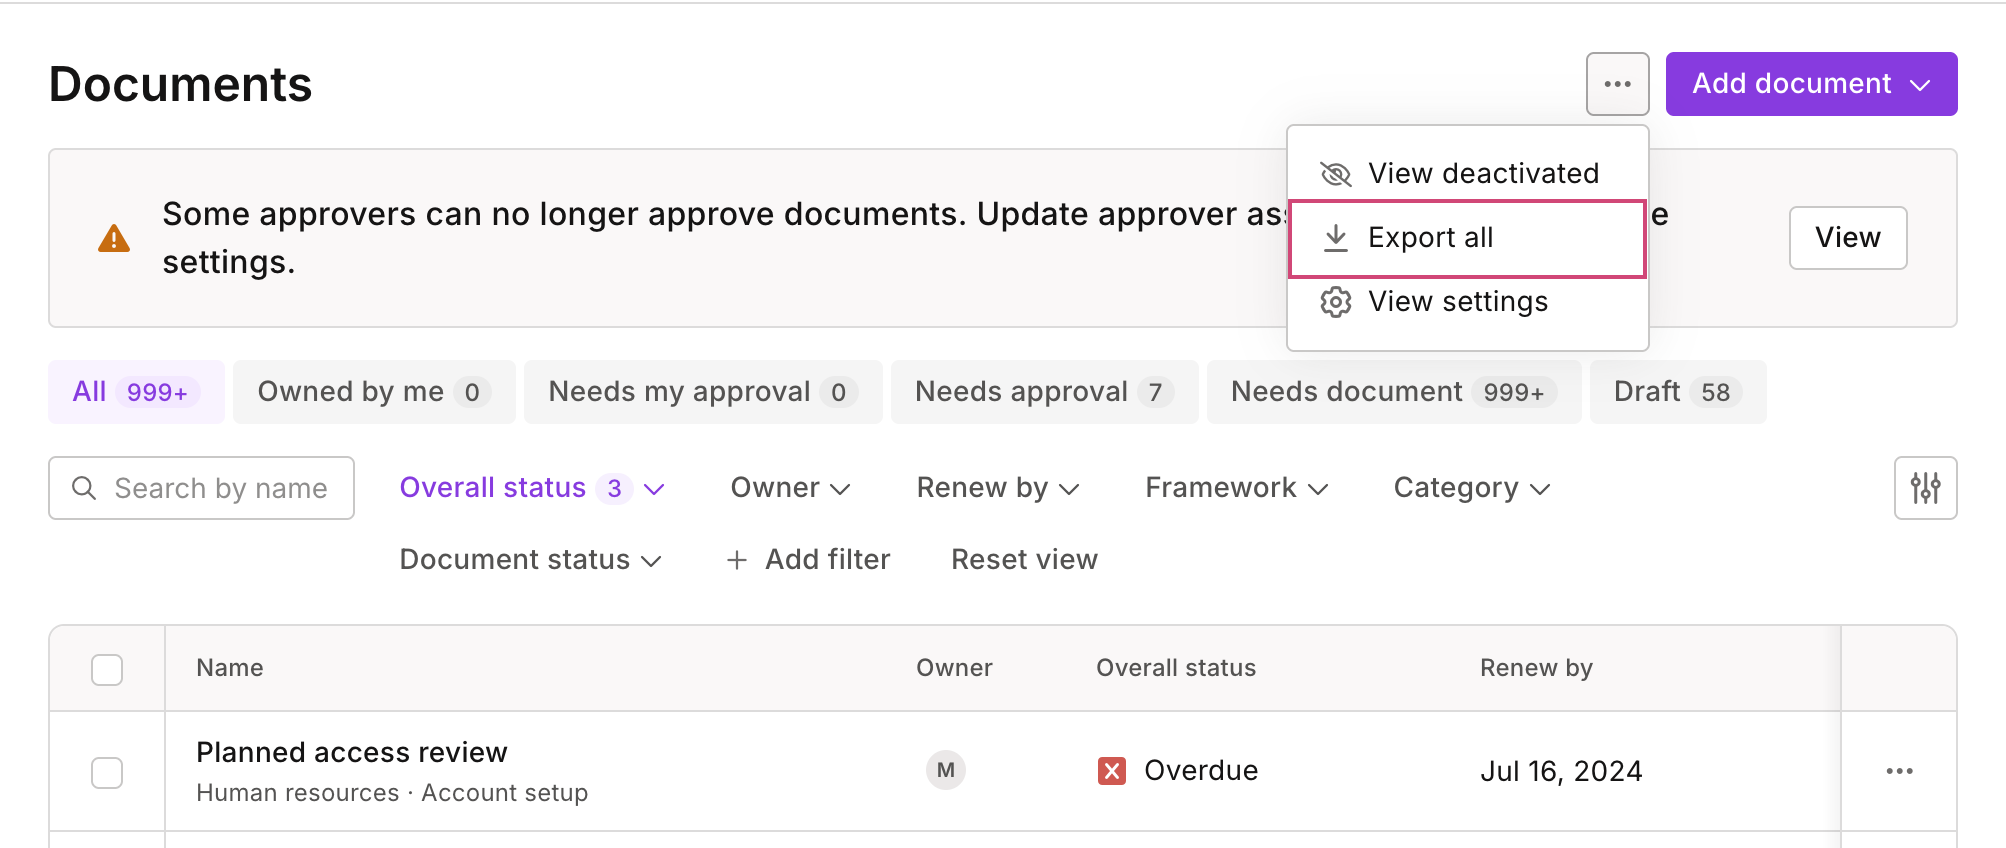 Documents
Add document
View deactivated
Export all
View settings
Some approvers can no longer approve documents. Update approver
settings.
View
All 999+
Owned by me 0
Needs my approval 0
Needs approval 7
Needs document 999+
Draft 58
Search by name
Overall status 3
Owner
Renew by
Framework
Category
Document status
+ Add filter
Reset view
Name Owner Overall status Renew by
Planned access review
Human resources · Account setup
M
Overdue
Jul 16, 2024